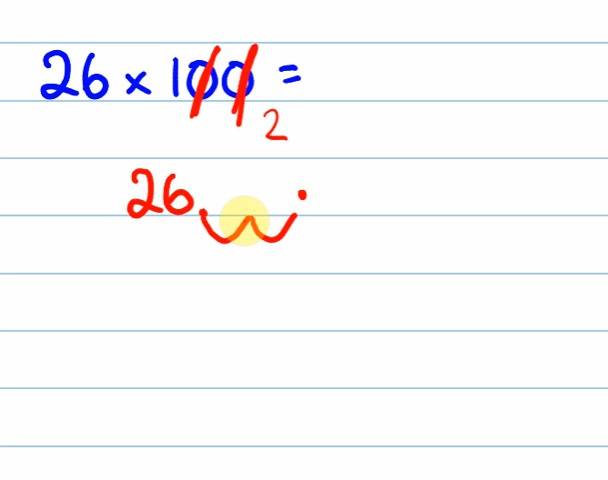 26 × 100 =
2
26. .